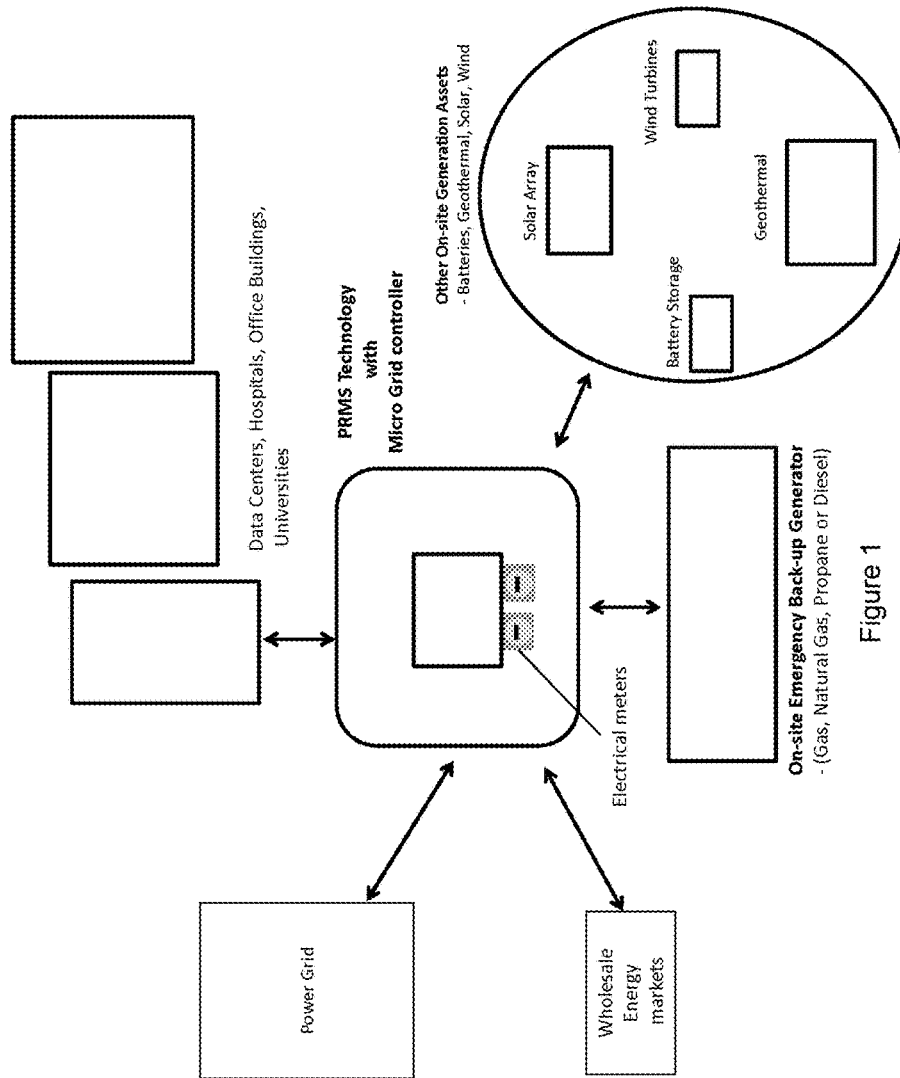 Data Centers, Hospitals, Office Buildings,
Universities
PRMS Technology
with
Micro Grid controller
Power Grid
Wholesale
Energy
markets
Electrical meters
Other On-site Generation Assets
- Batteries, Geothermal, Solar, Wind
Solar Array
Wind Turbines
Battery Storage
Geothermal
On-site Emergency Back-up Generator
- (Gas, Natural Gas, Propane or Diesel)
Figure 1